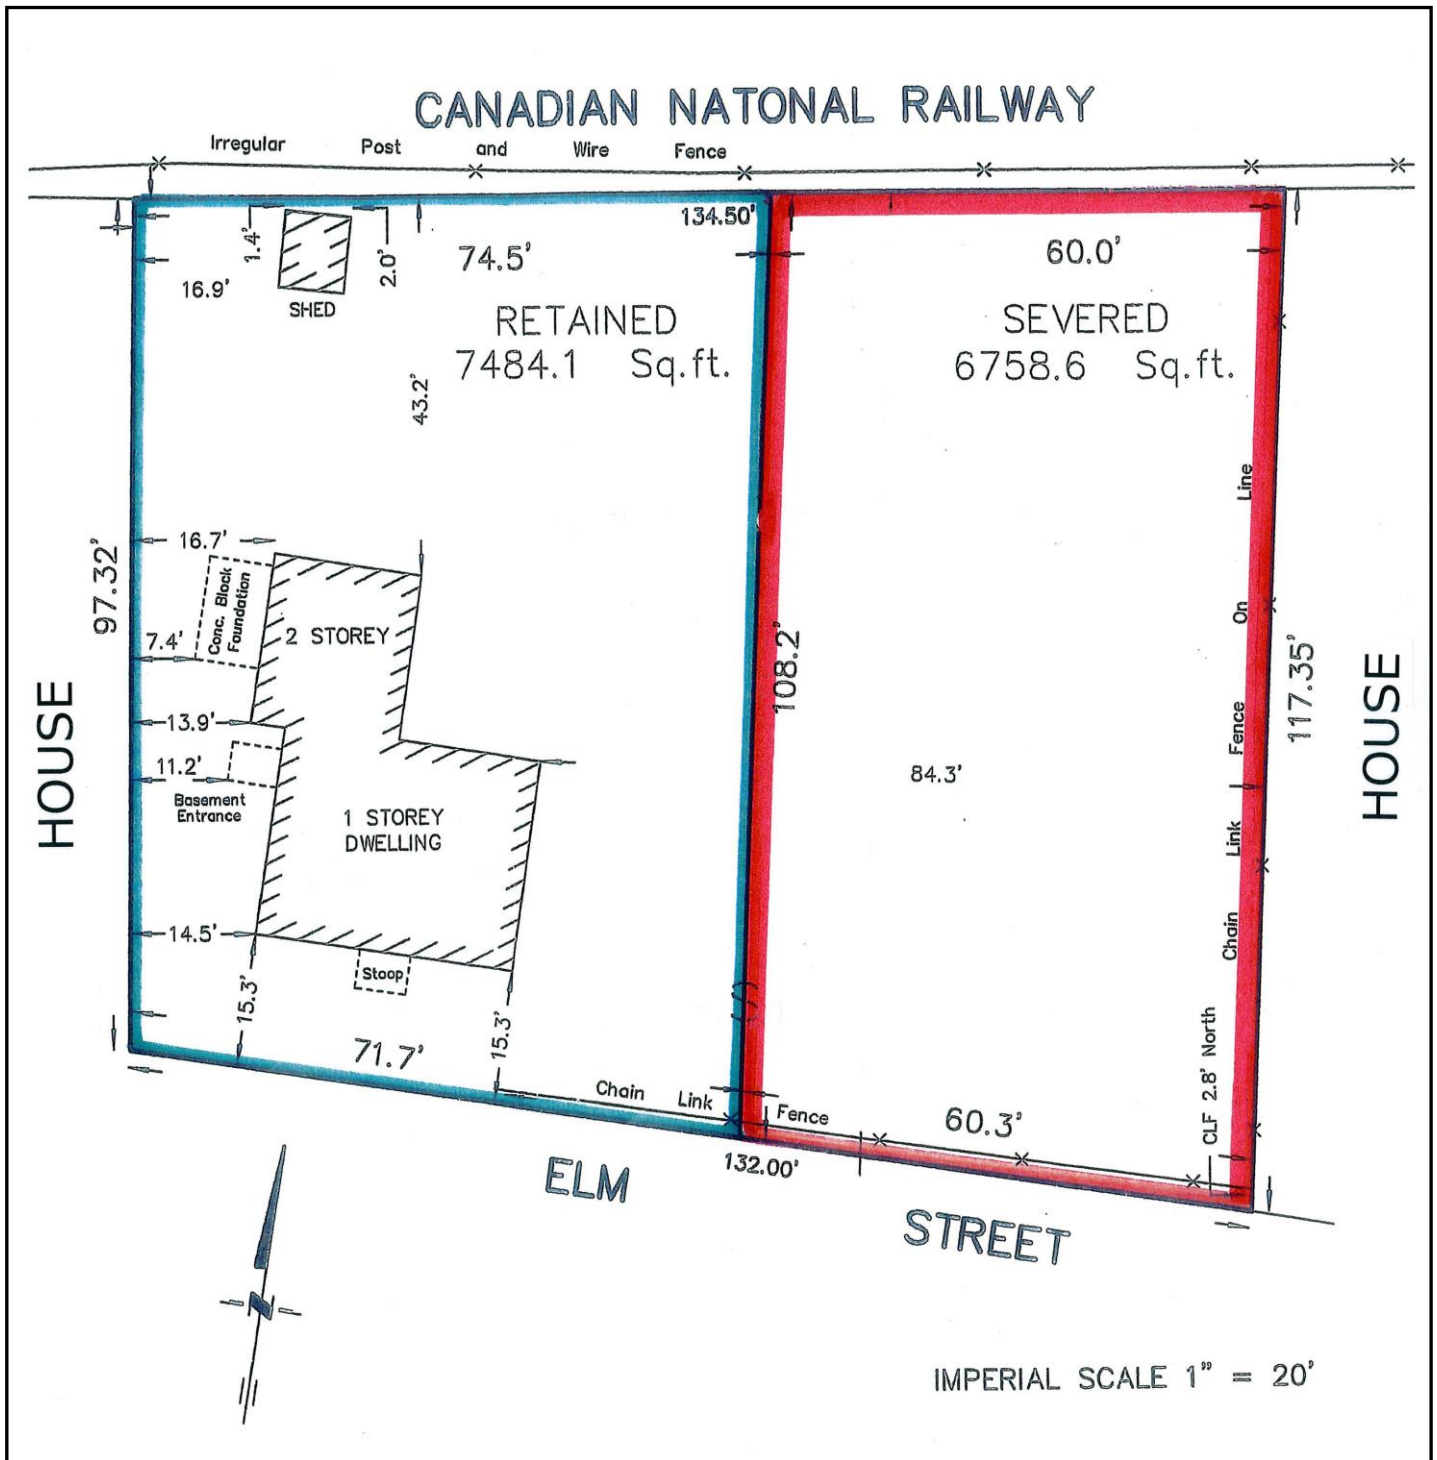 CANADIAN NATONAL RAILWAY
Irregular Post and Wire Fence
134.50'
1.4'
2.0'
74.5'
60.0'
16.9'
SHED
RETAINED
7484.1 Sq.ft.
SEVERED
6758.6 Sq.ft.
43.2'
97.32'
16.7'
Conc. Block
Foundation
7.4'
2 STOREY
108.2'
Chain Link Fence On Line
117.35'
HOUSE
HOUSE
13.9'
11.2'
Basement
Entrance
84.3'
1 STOREY
DWELLING
14.5'
Stoop
15.3'
15.3'
71.7'
CLF 2.8' North
Chain Link Fence
60.3'
132.00'
ELM STREET
N
IMPERIAL SCALE 1" = 20'